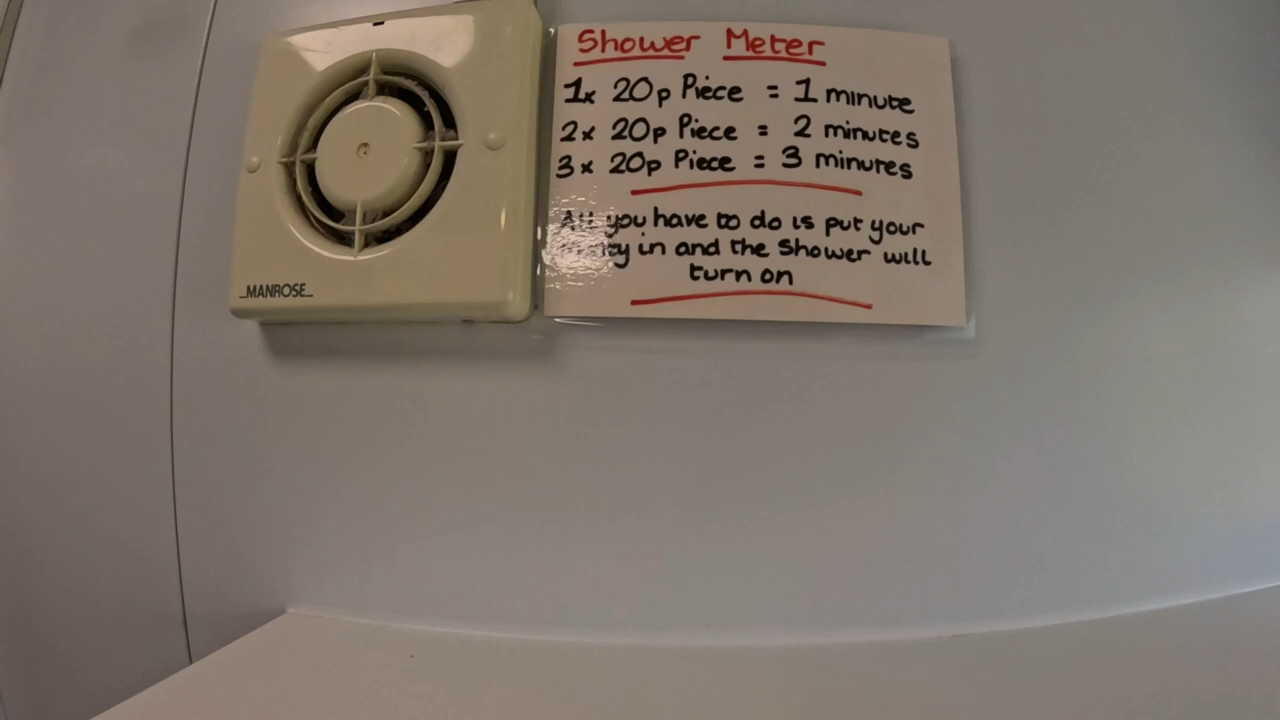 Shower Meter
1x 20p Piece = 1 minute
2x 20p Piece = 2 minutes
3x 20p Piece = 3 minutes
All you have to do is put your
in and the Shower will
turn on
MANROSE